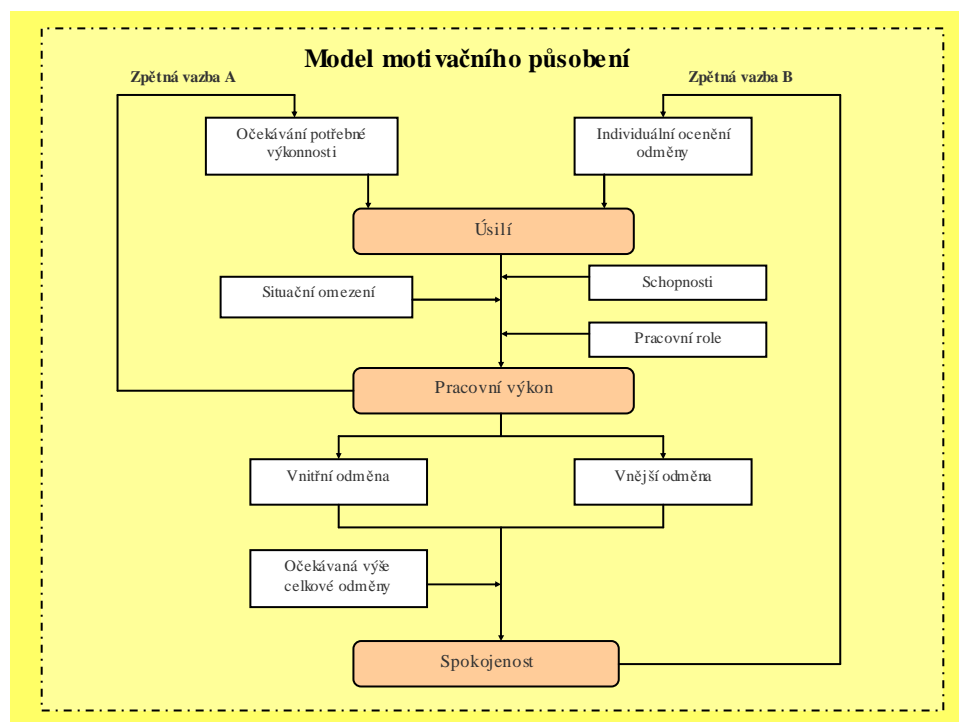 Model motivačního působení
Zpětná vazba A
Zpětná vazba B
Očekávání potřebné
výkonnosti
Individuální ocenění
odměny
Úsilí
Situační omezení
Schopnosti
Pracovní role
Pracovní výkon
Vnitřní odměna
Vnější odměna
Očekávaná výše
celkové odměny
Spokojenost